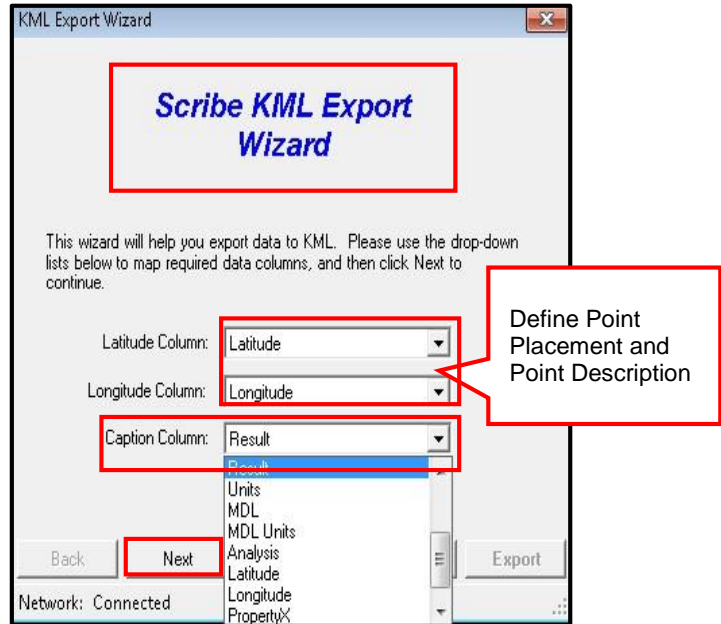 KML Export Wizard
Scribe KML Export
Wizard
This wizard will help you export data to KML. Please use the drop-down
lists below to map required data columns, and then click Next to
continue.
Define Point
Placement and
Point Description
Latitude Column: Latitude
Longitude Column: Longitude
Caption Column: Result
Result
Units
MDL
MDL Units
Analysis
Latitude
Longitude
PropertyX
Back Next Export
Network: Connected